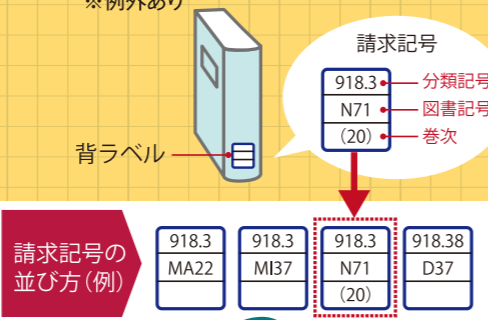 ※例外あり
請求記号
918.3
分類記号
N71
図書記号
(20)
巻次
背ラベル
請求記号の
並び方(例)
918.3
MA22
918.3
MI37
918.3
N71
(20)
918.38
D37